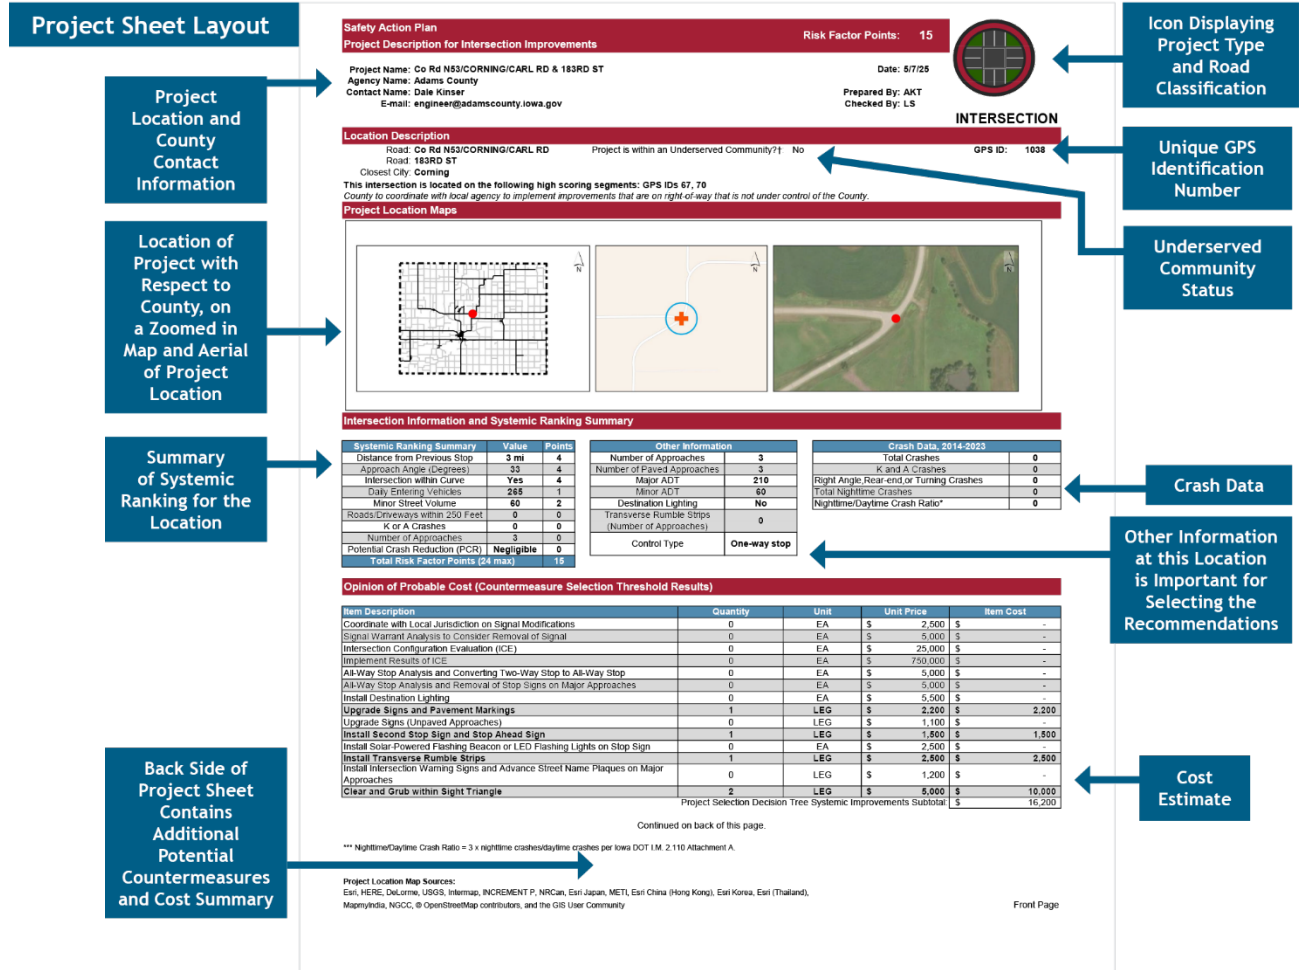 Project Sheet Layout
Project
Location and
County
Contact
Information
Location of
Project with
Respect to
County, on
a Zoomed in
Map and Aerial
of Project
Location
Summary
of Systemic
Ranking for the
Location
Back Side of
Project Sheet
Contains
Additional
Potential
Countermeasures
and Cost Summary
Safety Action Plan
Project Description for Intersection Improvements
Risk Factor Points: 15
Project Name: Co Rd N53/CORNING/CARL RD & 183RD ST
Date: 5/7/25
Agency Name: Adams County
Contact Name: Dale Kinser
Prepared By: AKT
E-mail: engineer@adamscounty.iowa.gov
Checked By: LS
INTERSECTION
Location Description
Road: Co Rd N53/CORNING/CARL RD
Project is within an Underserved Community?† No
GPS ID: 1038
Road: 183RD ST
Closest City: Corning
This intersection is located on the following high scoring segments: GPS IDs 67, 70
County to coordinate with local agency to implement improvements that are on right-of-way that is not under control of the County.
Project Location Maps
N
N
N
Intersection Information and Systemic Ranking Summary
Systemic Ranking Summary Value Points
Distance from Previous Stop 3 mi 4
Approach Angle (Degrees) 33 4
Intersection within Curve Yes 4
Daily Entering Vehicles 265 1
Minor Street Volume 60 2
Roads/Driveways within 250 Feet 0 0
K or A Crashes 0 0
Number of Approaches 3 0
Potential Crash Reduction (PCR) Negligible 0
Total Risk Factor Points (24 max) 15
Other Information
Number of Approaches 3
Number of Paved Approaches 3
Major ADT 210
Minor ADT 60
Destination Lighting No
Transverse Rumble Strips
(Number of Approaches) 0
Control Type One-way stop
Crash Data, 2014-2023
Total Crashes 0
K and A Crashes 0
Right Angle,Rear-end,or Turning Crashes 0
Total Nighttime Crashes 0
Nighttime/Daytime Crash Ratio* 0
Opinion of Probable Cost (Countermeasure Selection Threshold Results)
Item Description Quantity Unit Unit Price Item Cost
Coordinate with Local Jurisdiction on Signal Modifications 0 EA $ 2,500 $ -
Signal Warrant Analysis to Consider Removal of Signal 0 EA $ 5,000 $ -
Intersection Configuration Evaluation (ICE) 0 EA $ 25,000 $ -
Implement Results of ICE 0 EA $ 750,000 $ -
All-Way Stop Analysis and Converting Two-Way Stop to All-Way Stop 0 EA $ 5,000 $ -
All-Way Stop Analysis and Removal of Stop Signs on Major Approaches 0 EA $ 5,000 $ -
Install Destination Lighting 0 EA $ 5,500 $ -
Upgrade Signs and Pavement Markings 1 LEG $ 2,200 $ 2,200
Upgrade Signs (Unpaved Approaches) 0 LEG $ 1,100 $ -
Install Second Stop Sign and Stop Ahead Sign 1 LEG $ 1,500 $ 1,500
Install Solar-Powered Flashing Beacon or LED Flashing Lights on Stop Sign 0 EA $ 2,500 $ -
Install Transverse Rumble Strips 1 LEG $ 2,500 $ 2,500
Install Intersection Warning Signs and Advance Street Name Plaques on Major
Approaches 0 LEG $ 1,200 $ -
Clear and Grub within Sight Triangle 2 LEG $ 5,000 $ 10,000
Project Selection Decision Tree Systemic Improvements Subtotal: $ 16,200
Continued on back of this page.
*** Nighttime/Daytime Crash Ratio = 3 x nighttime crashes/daytime crashes per Iowa DOT I.M. 2.110 Attachment A.
Project Location Map Sources:
Esri, HERE, DeLorme, USGS, Intermap, INCREMENT P, NRCan, Esri Japan, METI, Esri China (Hong Kong), Esri Korea, Esri (Thailand),
MapmyIndia, NGCC, © OpenStreetMap contributors, and the GIS User Community
Front Page
Icon Displaying
Project Type
and Road
Classification
Unique GPS
Identification
Number
Underserved
Community
Status
Crash Data
Other Information
at this Location
is Important for
Selecting the
Recommendations
Cost
Estimate